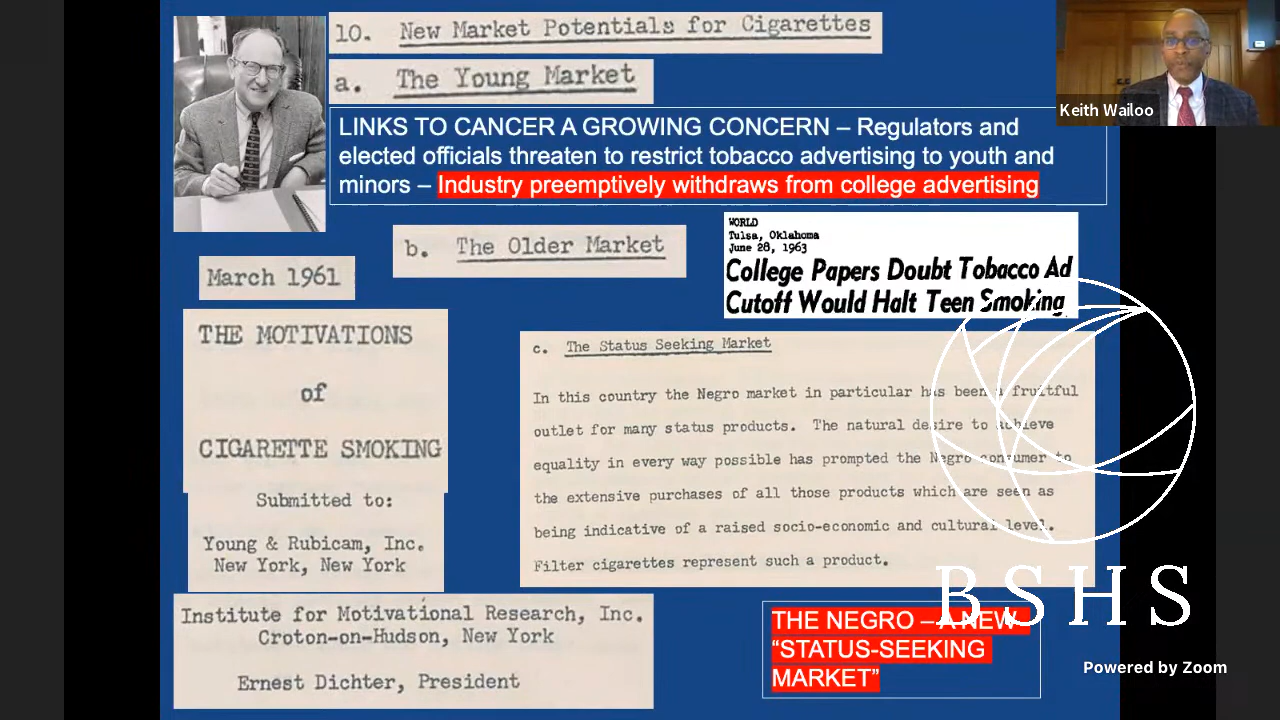 10. New Market Potentials for Cigarettes
a. The Young Market
Keith Wailoo
LINKS TO CANCER A GROWING CONCERN – Regulators and
elected officials threaten to restrict tobacco advertising to youth and
minors – Industry preemptively withdraws from college advertising
b. The Older Market
WORLD
Tulsa, Oklahoma
June 28, 1963
College Papers Doubt Tobacco Ad
Cutoff Would Halt Teen Smoking
March 1961
THE MOTIVATIONS
of
CIGARETTE SMOKING
Submitted to:
Young & Rubicam, Inc.
New York, New York
Institute for Motivational Research, Inc.
Croton-on-Hudson, New York
Ernest Dichter, President
c. The Status Seeking Market
In this country the Negro market in particular has been a fruitful
outlet for many status products. The natural desire to achieve
equality in every way possible has prompted the Negro consumer to
the extensive purchases of all those products which are seen as
being indicative of a raised socio-economic and cultural level.
Filter cigarettes represent such a product.
THE NEGRO – A NEW
“STATUS-SEEKING
MARKET”
BSHS
Powered by Zoom